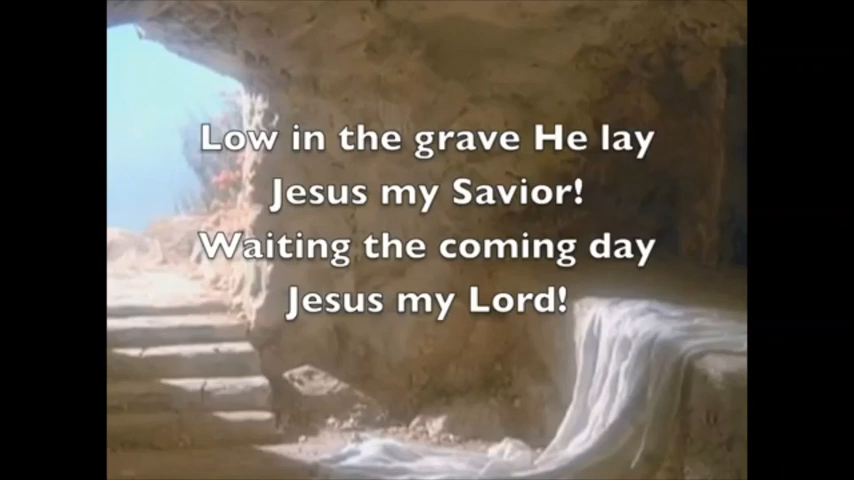 Low in the grave He lay
Jesus my Savior!
Waiting the coming day
Jesus my Lord!